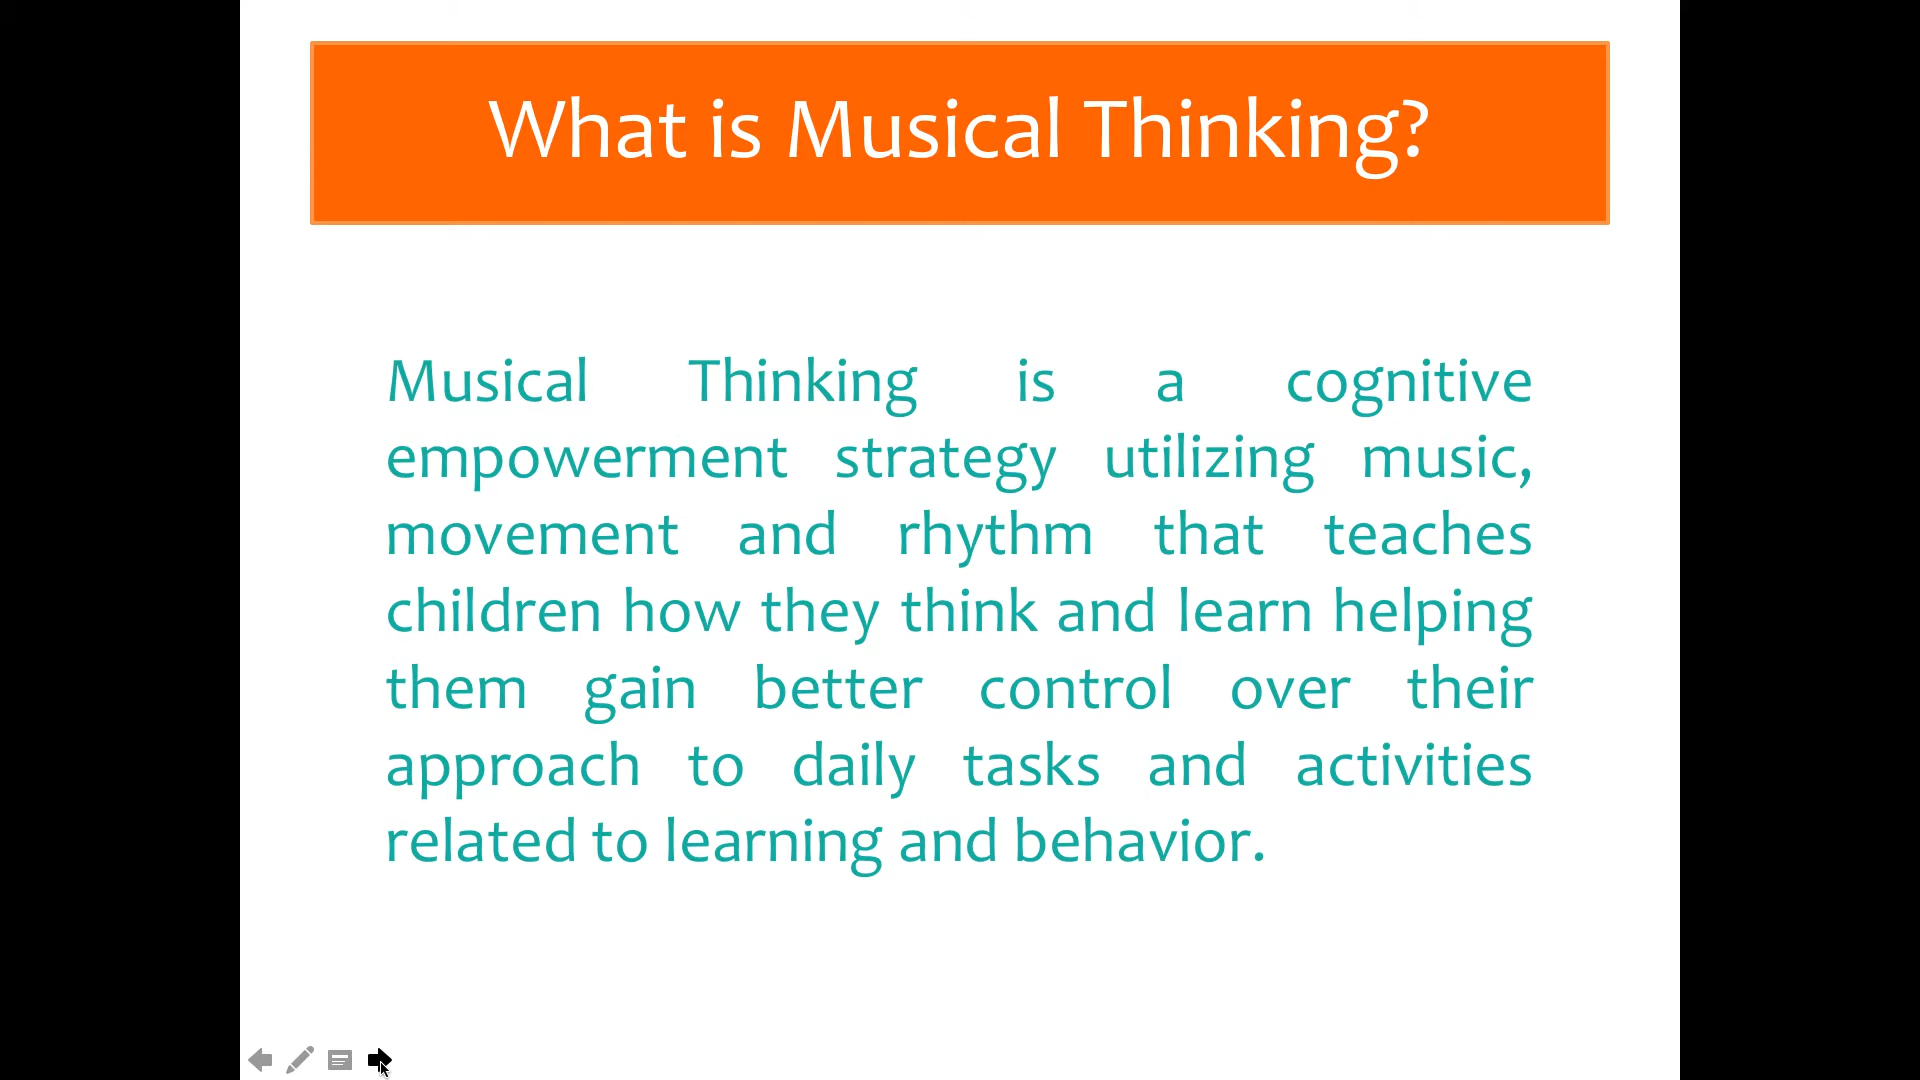 What is Musical Thinking?
Musical Thinking is a cognitive
empowerment strategy utilizing music,
movement and rhythm that teaches
children how they think and learn helping
them gain better control over their
approach to daily tasks and activities
related to learning and behavior.